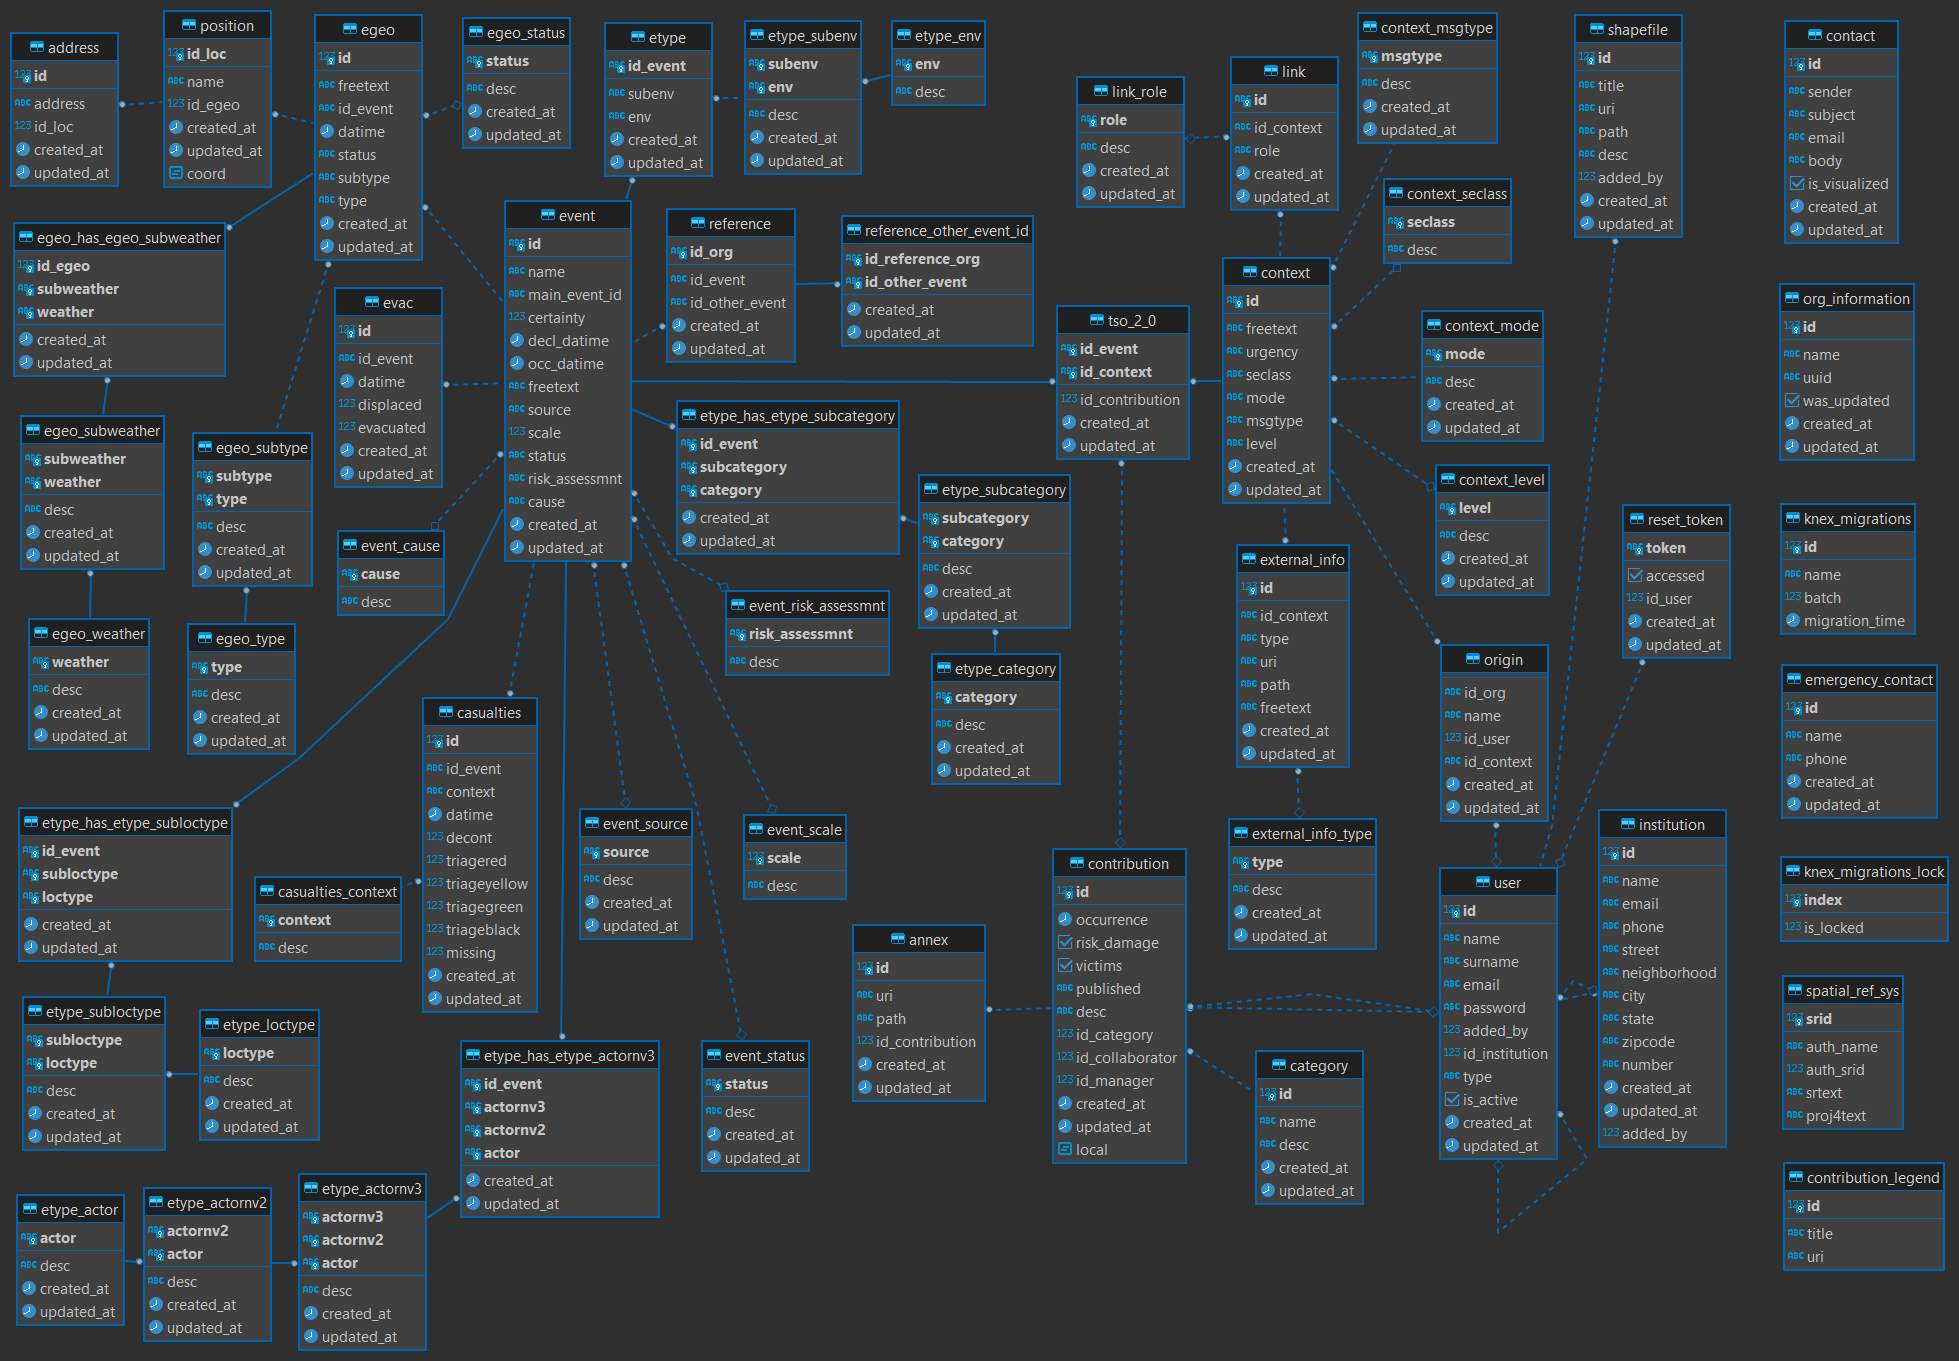 address
id
address
id_loc
created_at
updated_at
position
id_loc
name
id_egeo
created_at
updated_at
coord
egeo
id
freetext
id_event
datime
status
subtype
type
created_at
updated_at
egeo_status
status
desc
created_at
updated_at
etype
id_event
subenv
env
created_at
updated_at
etype_subenv
subenv
env
desc
created_at
updated_at
etype_env
env
desc
link_role
role
desc
created_at
updated_at
link
id
id_context
role
created_at
updated_at
context_msgtype
msgtype
desc
created_at
updated_at
shapefile
id
title
uri
path
desc
added_by
created_at
updated_at
contact
id
sender
subject
email
body
is_visualized
created_at
updated_at
context_seclass
seclass
desc
egeo_has_egeo_subweather
id_egeo
subweather
weather
created_at
updated_at
evac
id
id_event
datime
displaced
evacuated
created_at
updated_at
event
id
name
main_event_id
certainty
decl_datime
occ_datime
freetext
source
scale
status
risk_assessmnt
cause
created_at
updated_at
reference
id_org
id_event
id_other_event
created_at
updated_at
reference_other_event_id
id_reference_org
id_other_event
created_at
updated_at
tso_2_0
id_event
id_context
id_contribution
created_at
updated_at
context
id
freetext
urgency
seclass
mode
msgtype
level
created_at
updated_at
context_mode
mode
desc
created_at
updated_at
org_information
id
name
uuid
was_updated
created_at
updated_at
egeo_subweather
subweather
weather
desc
created_at
updated_at
egeo_subtype
subtype
type
desc
created_at
updated_at
etype_has_etype_subcategory
id_event
subcategory
category
created_at
updated_at
etype_subcategory
subcategory
category
desc
created_at
updated_at
context_level
level
desc
created_at
updated_at
reset_token
token
accessed
id_user
created_at
updated_at
knex_migrations
id
name
batch
migration_time
event_cause
cause
desc
event_risk_assessmnt
risk_assessmnt
desc
external_info
id
id_context
type
uri
path
freetext
created_at
updated_at
egeo_weather
weather
desc
created_at
updated_at
egeo_type
type
desc
created_at
updated_at
etype_category
category
desc
created_at
updated_at
origin
id_org
name
id_user
id_context
created_at
updated_at
emergency_contact
id
name
phone
created_at
updated_at
casualties
id
id_event
context
datime
decont
triagered
triageyellow
triagegreen
triageblack
missing
created_at
updated_at
etype_has_etype_subloctype
id_event
subloctype
loctype
created_at
updated_at
casualties_context
context
desc
event_source
source
desc
created_at
updated_at
event_scale
scale
desc
contribution
id
occurrence
risk_damage
victims
published
desc
id_category
id_collaborator
id_manager
created_at
updated_at
local
external_info_type
type
desc
created_at
updated_at
user
id
name
surname
email
password
added_by
id_institution
type
is_active
created_at
updated_at
institution
id
name
email
phone
street
neighborhood
city
state
zipcode
number
created_at
updated_at
added_by
knex_migrations_lock
index
is_locked
annex
id
uri
path
id_contribution
created_at
updated_at
spatial_ref_sys
srid
auth_name
auth_srid
srtext
proj4text
etype_subloctype
subloctype
loctype
desc
created_at
updated_at
etype_loctype
loctype
desc
created_at
updated_at
etype_has_etype_actornv3
id_event
actornv3
actornv2
actor
created_at
updated_at
event_status
status
desc
created_at
updated_at
category
id
name
desc
created_at
updated_at
etype_actor
actor
desc
created_at
updated_at
etype_actornv2
actornv2
actor
desc
created_at
updated_at
etype_actornv3
actornv3
actornv2
actor
desc
created_at
updated_at
contribution_legend
id
title
uri